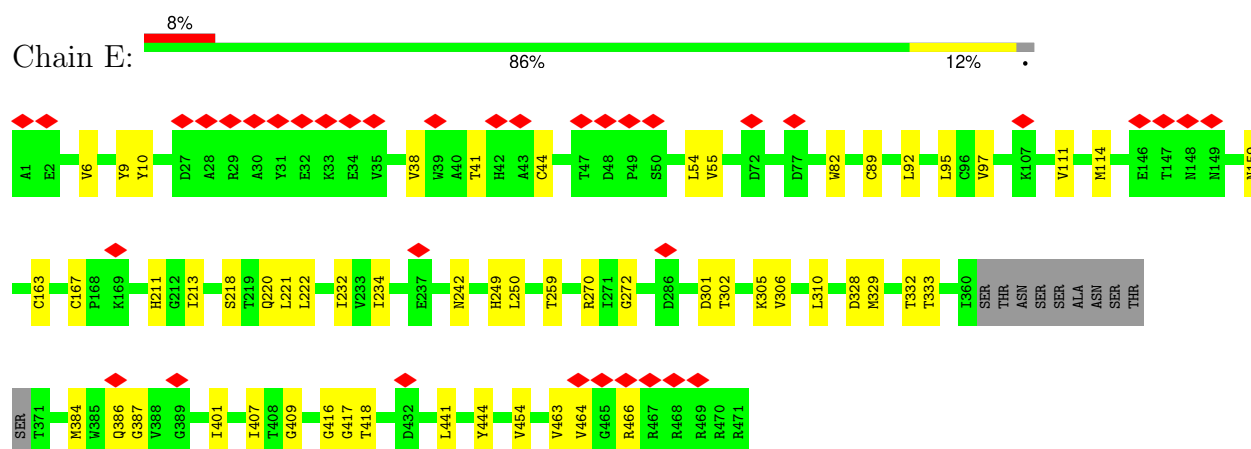 8%
Chain E:
86% 12% •
A1 E2 V6 Y9 Y10 D27 A28 R29 A30 Y31 E32 K33 E34 V35 V38 W39 A40 T41 H42 A43 C44 T47 D48 P49 S50 L54 V55 D72 D77 W82 C89 L92 L95 C96 V97 K107 V111 M114 E146 T147 N148 N149
C163 C167 P168 K169 H211 G212 I213 S218 T219 Q220 L221 L222 I232 V233 I234 E237 N242 H249 L250 T259 R270 I271 G272 D286 D301 T302 K305 V306 L310 D328 M329 T332 T333 I360 SER THR ASN SER SER ALA ASN SER THR
SER T371 M384 W385 Q386 G387 V388 G389 I401 I407 T408 G409 G416 G417 T418 D432 L441 Y444 V454 V463 V464 G465 R466 R467 R468 R469 R470 R471